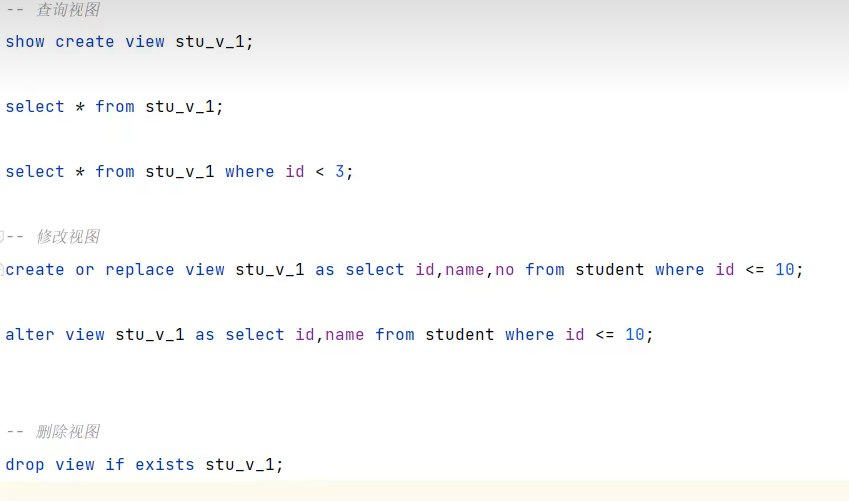 -- 查询视图
show create view stu_v_1;
select * from stu_v_1;
select * from stu_v_1 where id < 3;
-- 修改视图
create or replace view stu_v_1 as select id,name,no from student where id <= 10;
alter view stu_v_1 as select id,name from student where id <= 10;
-- 删除视图
drop view if exists stu_v_1;